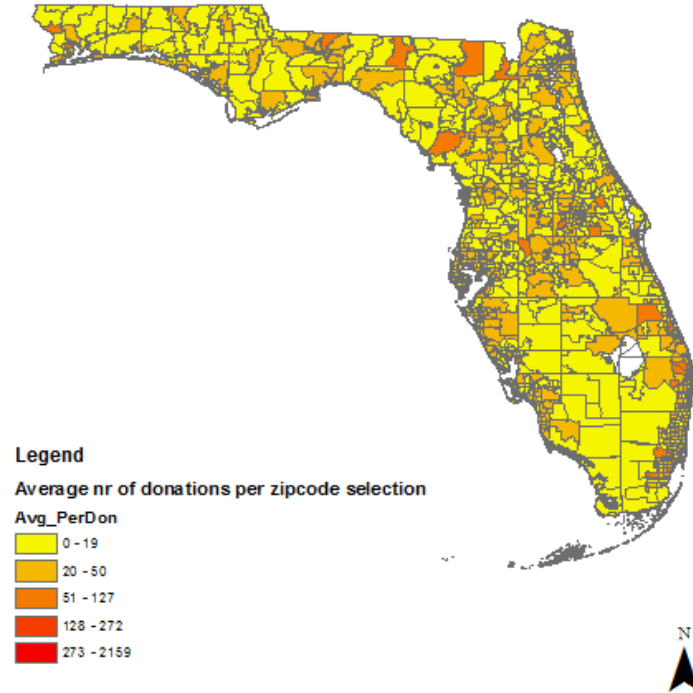 Legend
Average nr of donations per zipcode selection
Avg_PerDon
0 - 19
20 - 50
51 - 127
128 - 272
273 - 2159
N